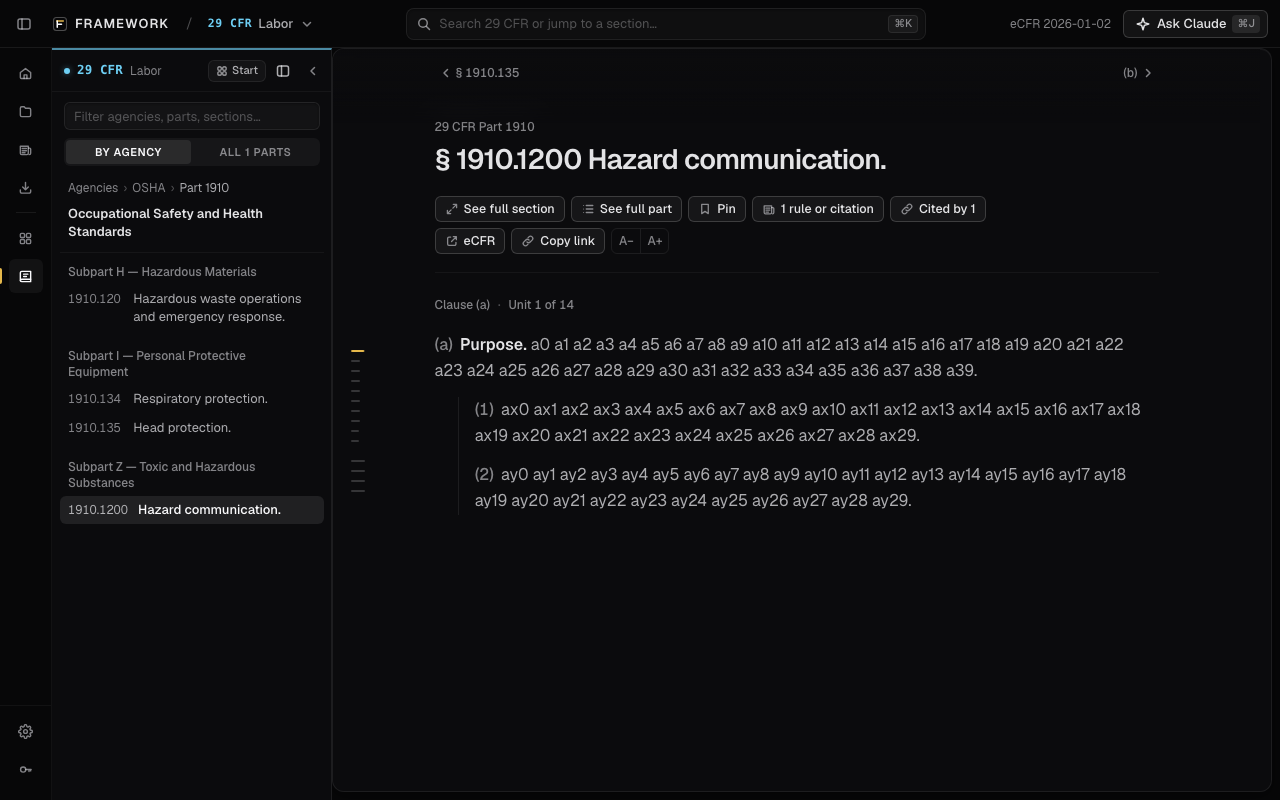 F FRAMEWORK / 29 CFR Labor
Search 29 CFR or jump to a section… ⌘K
eCFR 2026-01-02 Ask Claude ⌘J
29 CFR Labor Start
Filter agencies, parts, sections…
BY AGENCY ALL 1 PARTS
Agencies › OSHA › Part 1910
Occupational Safety and Health
Standards
Subpart H — Hazardous Materials
1910.120 Hazardous waste operations
and emergency response.
Subpart I — Personal Protective
Equipment
1910.134 Respiratory protection.
1910.135 Head protection.
Subpart Z — Toxic and Hazardous
Substances
1910.1200 Hazard communication.
§ 1910.135 (b)
29 CFR Part 1910
§ 1910.1200 Hazard communication.
See full section See full part Pin 1 rule or citation Cited by 1
eCFR Copy link A− A+
Clause (a) · Unit 1 of 14
(a) Purpose. a0 a1 a2 a3 a4 a5 a6 a7 a8 a9 a10 a11 a12 a13 a14 a15 a16 a17 a18 a19 a20 a21 a22
a23 a24 a25 a26 a27 a28 a29 a30 a31 a32 a33 a34 a35 a36 a37 a38 a39.
(1) ax0 ax1 ax2 ax3 ax4 ax5 ax6 ax7 ax8 ax9 ax10 ax11 ax12 ax13 ax14 ax15 ax16 ax17 ax18
ax19 ax20 ax21 ax22 ax23 ax24 ax25 ax26 ax27 ax28 ax29.
(2) ay0 ay1 ay2 ay3 ay4 ay5 ay6 ay7 ay8 ay9 ay10 ay11 ay12 ay13 ay14 ay15 ay16 ay17 ay18
ay19 ay20 ay21 ay22 ay23 ay24 ay25 ay26 ay27 ay28 ay29.